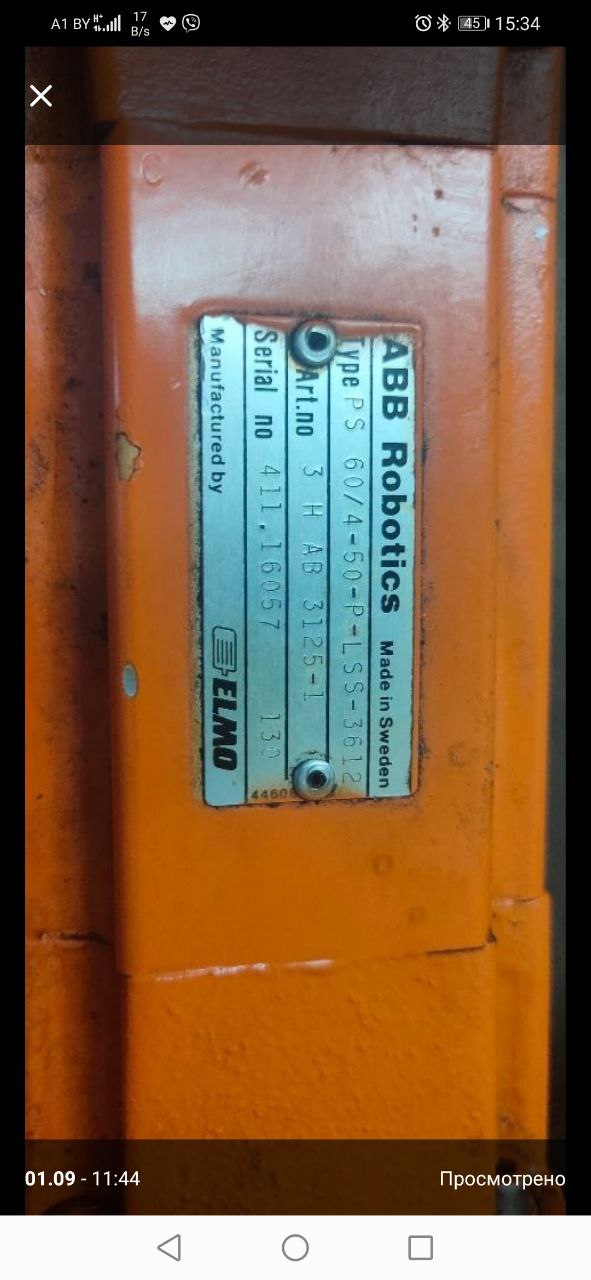 A1 BY H+ 17 B/s 45 15:34
ABB Robotics Made in Sweden
Type PS 60/4-50-P-LSS-3612
Art.no 3 H AB 3125-1
Serial no 411.16057 130
Manufactured by ELMO
01.09 - 11:44
Просмотрено